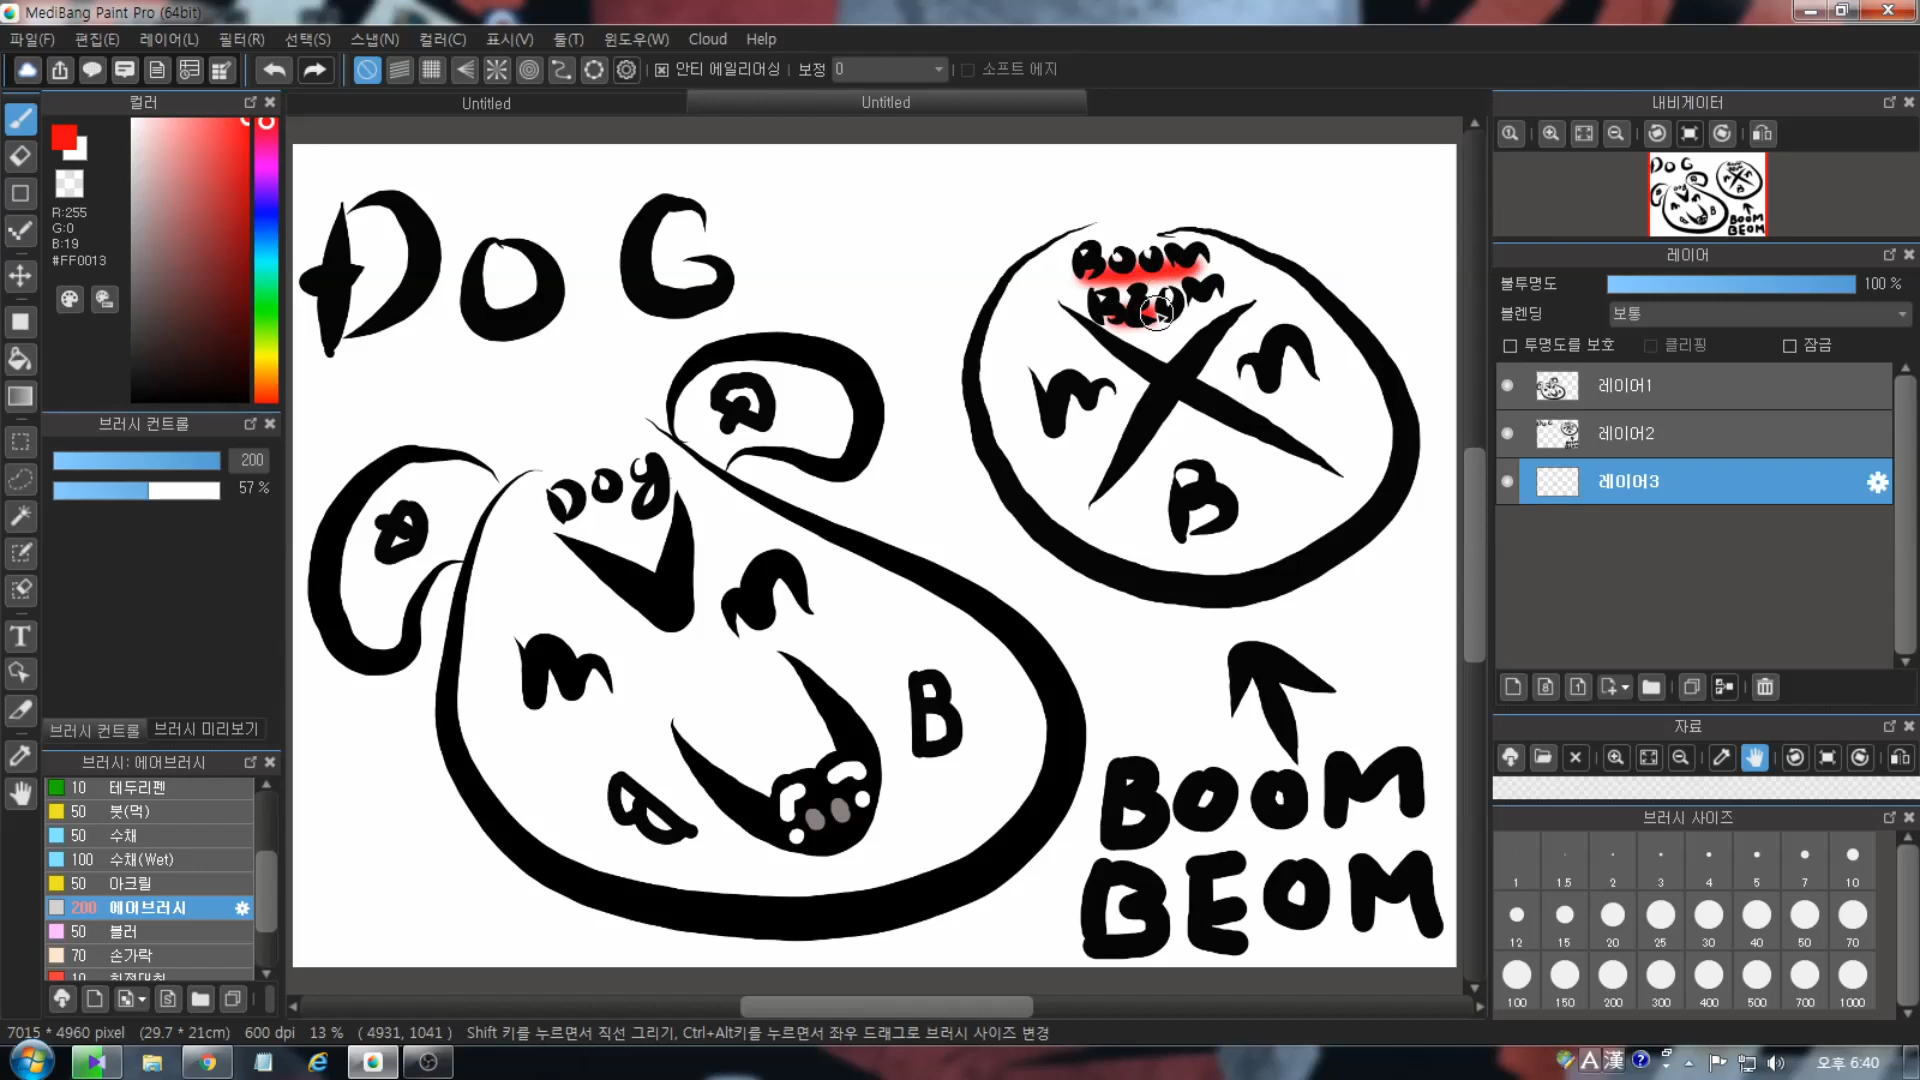 MediBang Paint Pro (64bit)
파일(F) 편집(E) 레이어(L) 필터(R) 선택(S) 스냅(N) 컬러(C) 표시(V) 툴(T) 윈도우(W) Cloud Help
안티 에일리어싱 보정 0 소프트 에지
컬러
Untitled
Untitled
내비게이터
R:255
G:0
B:19
#FF0013
레이어
불투명도 100 %
블렌딩 보통
투명도를 보호 클리핑 잠금
레이어1
레이어2
레이어3
브러시 컨트롤
200
57 %
브러시 컨트롤 브러시 미리보기
브러시: 에어브러시
10 테두리펜
50 붓(먹)
50 수채
100 수채(Wet)
50 아크릴
200 에어브러시
50 블러
70 손가락
10 회전대칭
DOG
BOOM
BEOM
m
m
B
Dog
m
m
B
BOOM
BEOM
자료
브러시 사이즈
1 1.5 2 3 4 5 7 10
12 15 20 25 30 40 50 70
100 150 200 300 400 500 700 1000
7015 * 4960 pixel (29.7 * 21cm) 600 dpi 13 % ( 4931, 1041 ) Shift 키를 누르면서 직선 그리기, Ctrl+Alt키를 누르면서 좌우 드래그로 브러시 사이즈 변경
A 漢
오후 6:40